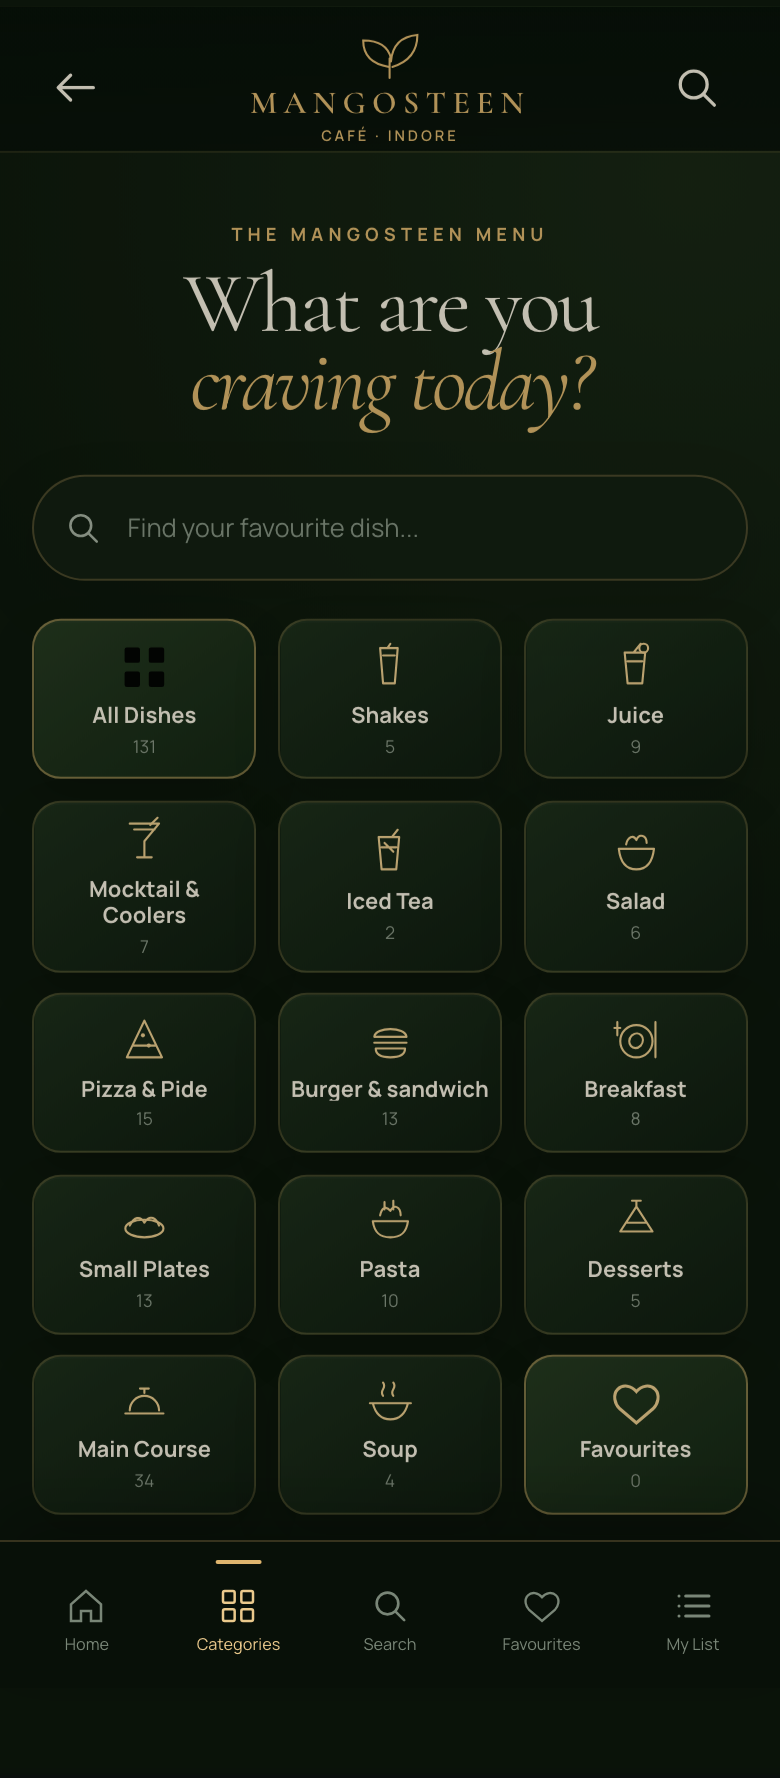 MANGOSTEEN
CAFÉ · INDORE
THE MANGOSTEEN MENU
What are you
craving today?
Find your favourite dish...
All Dishes
131
Shakes
5
Juice
9
Mocktail &
Coolers
7
Iced Tea
2
Salad
6
Pizza & Pide
15
Burger & sandwich
13
Breakfast
8
Small Plates
13
Pasta
10
Desserts
5
Main Course
34
Soup
4
Favourites
0
Home
Categories
Search
Favourites
My List